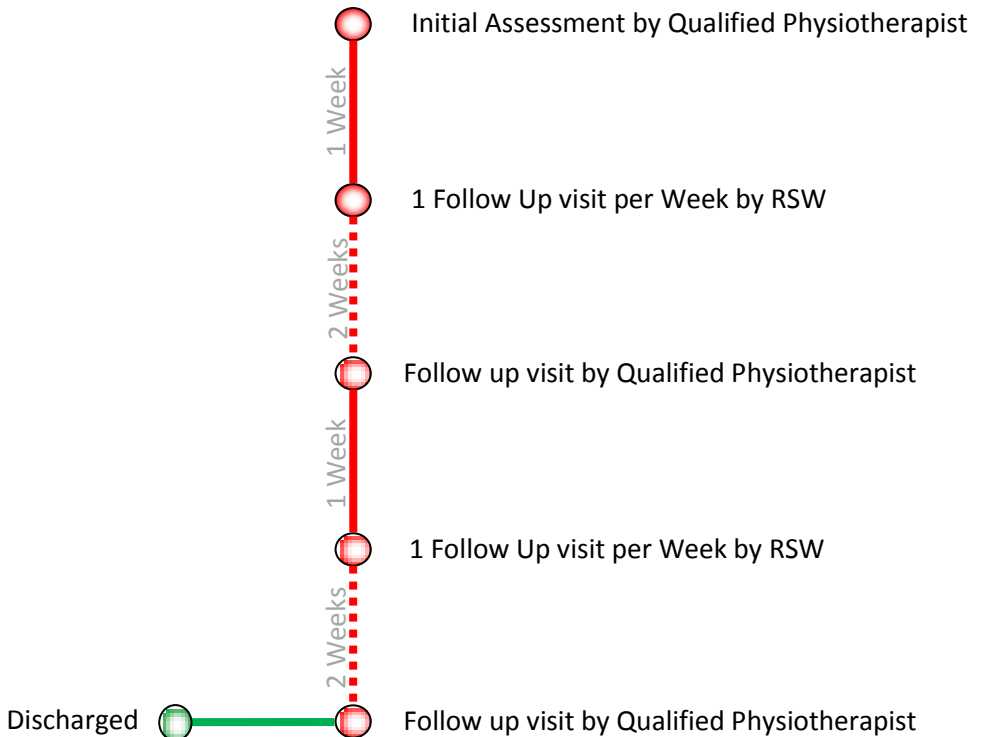 Initial Assessment by Qualified Physiotherapist
1 Week
1 Follow Up visit per Week by RSW
2 Weeks
Follow up visit by Qualified Physiotherapist
1 Week
1 Follow Up visit per Week by RSW
2 Weeks
Discharged
Follow up visit by Qualified Physiotherapist